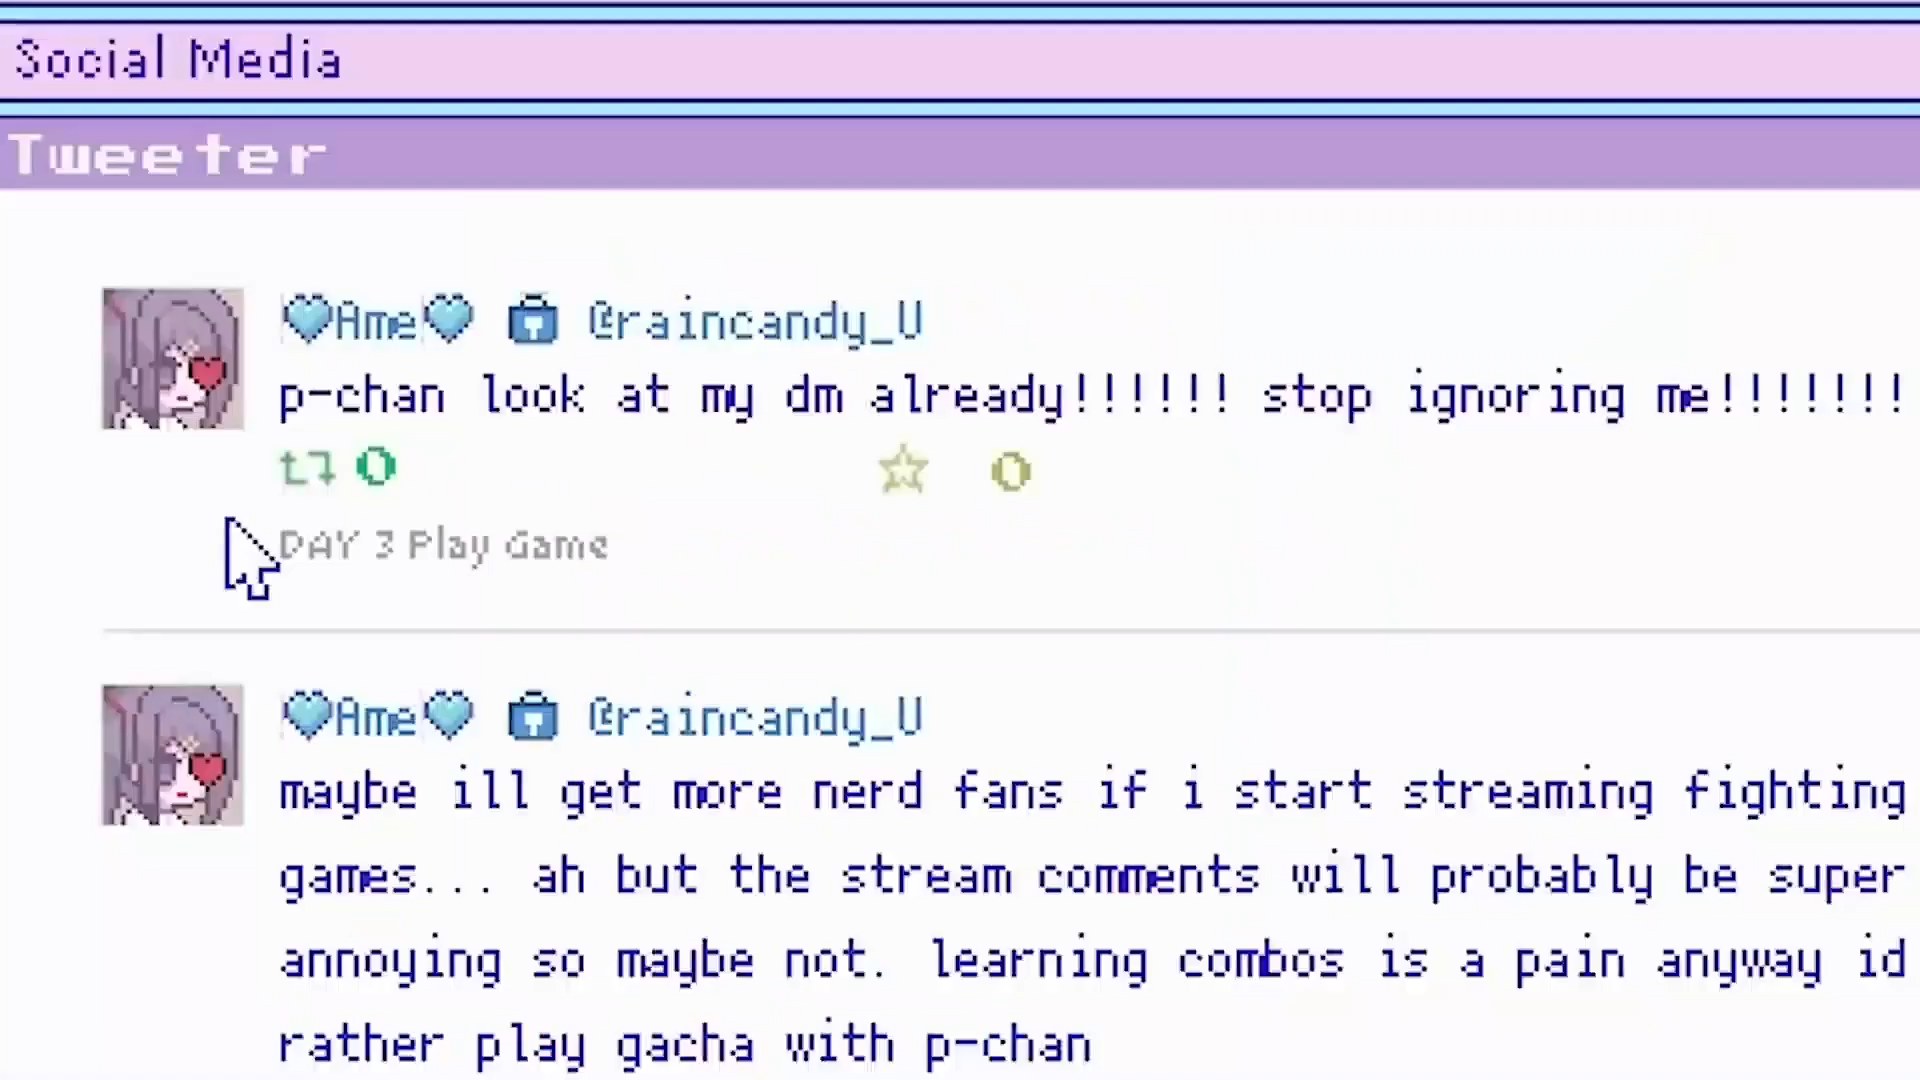 Social Media
Tweeter
🩵Ame🩵 @raincandy_U
p-chan look at my dm already!!!!!! stop ignoring me!!!!!!!
0 0
DAY 3 Play Game
🩵Ame🩵 @raincandy_U
maybe ill get more nerd fans if i start streaming fighting
games... ah but the stream comments will probably be super
annoying so maybe not. learning combos is a pain anyway id
rather play gacha with p-chan